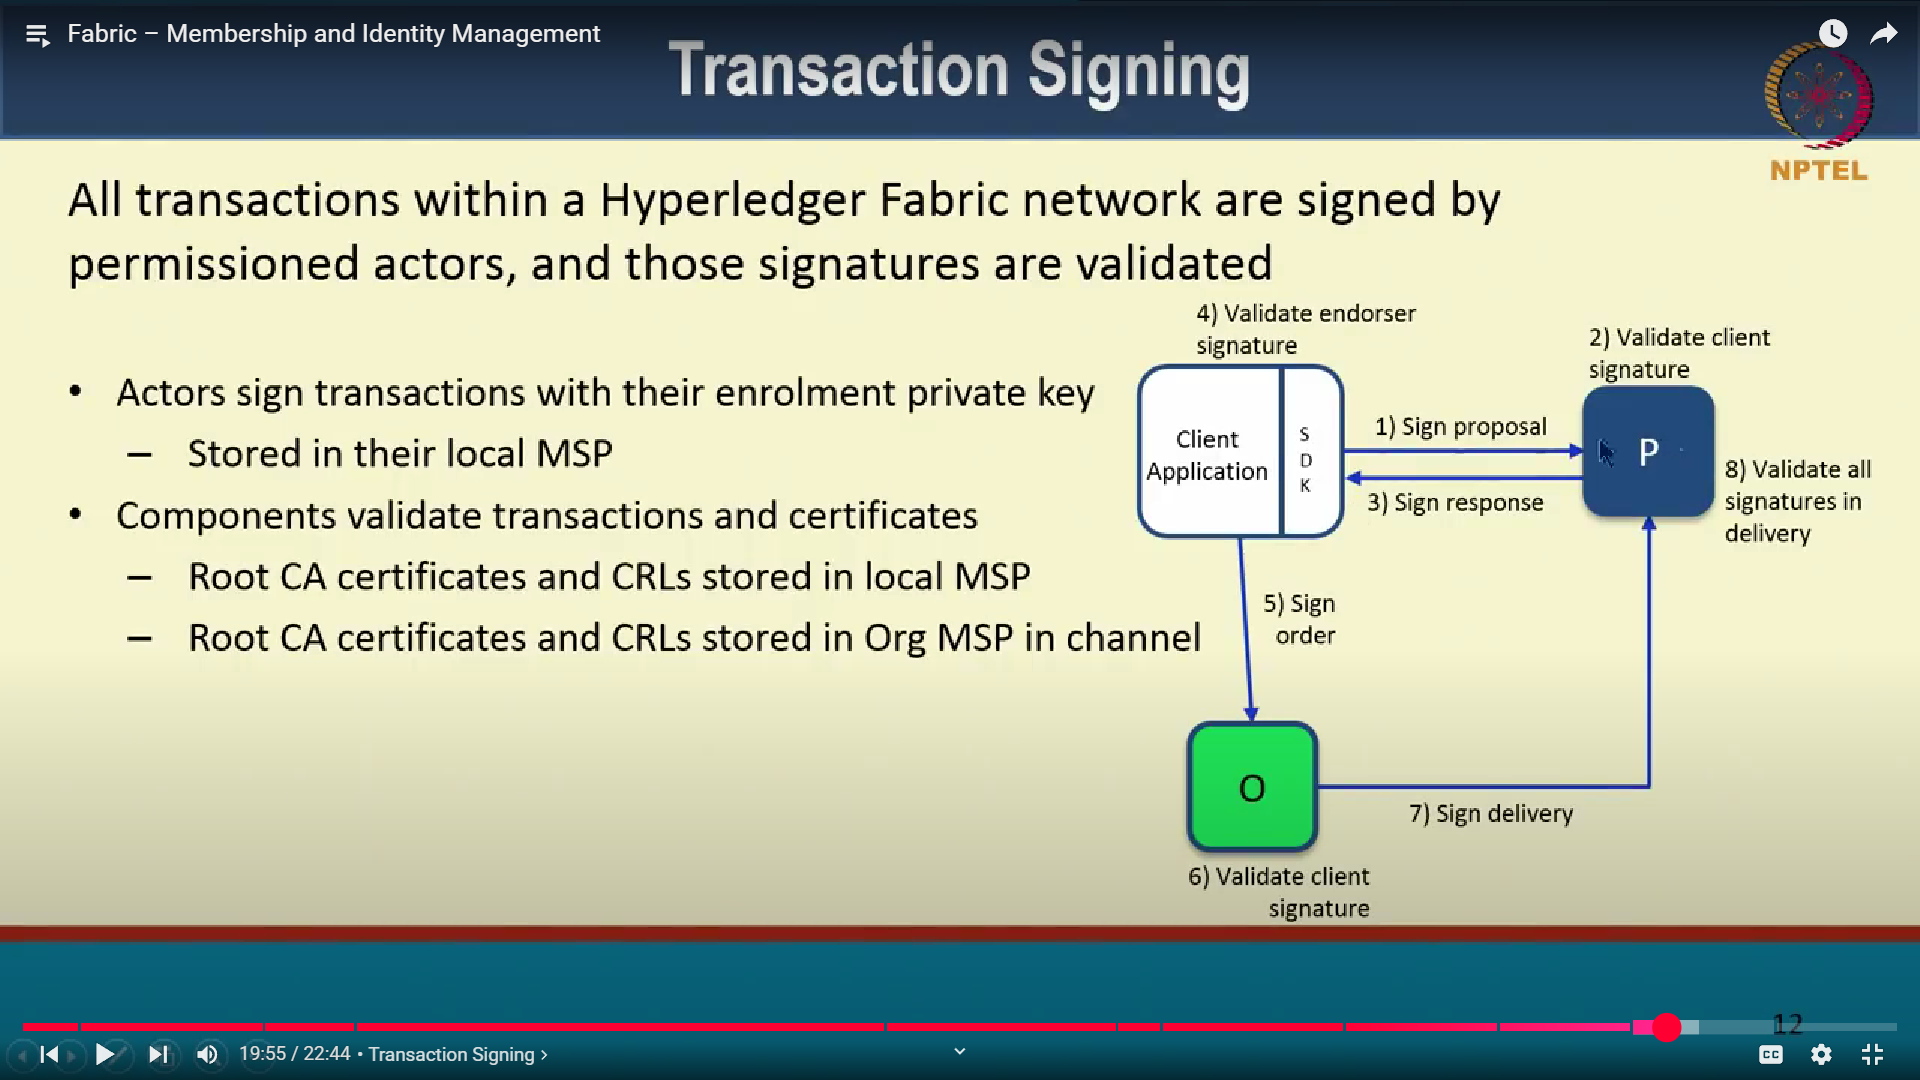 Fabric – Membership and Identity Management
Transaction Signing
NPTEL
All transactions within a Hyperledger Fabric network are signed by
permissioned actors, and those signatures are validated
• Actors sign transactions with their enrolment private key
– Stored in their local MSP
• Components validate transactions and certificates
– Root CA certificates and CRLs stored in local MSP
– Root CA certificates and CRLs stored in Org MSP in channel
4) Validate endorser
signature
2) Validate client
signature
Client
Application
S
D
K
1) Sign proposal
3) Sign response
P
8) Validate all
signatures in
delivery
5) Sign
order
O
7) Sign delivery
6) Validate client
signature
12
19:55 / 22:44 • Transaction Signing ›
CC